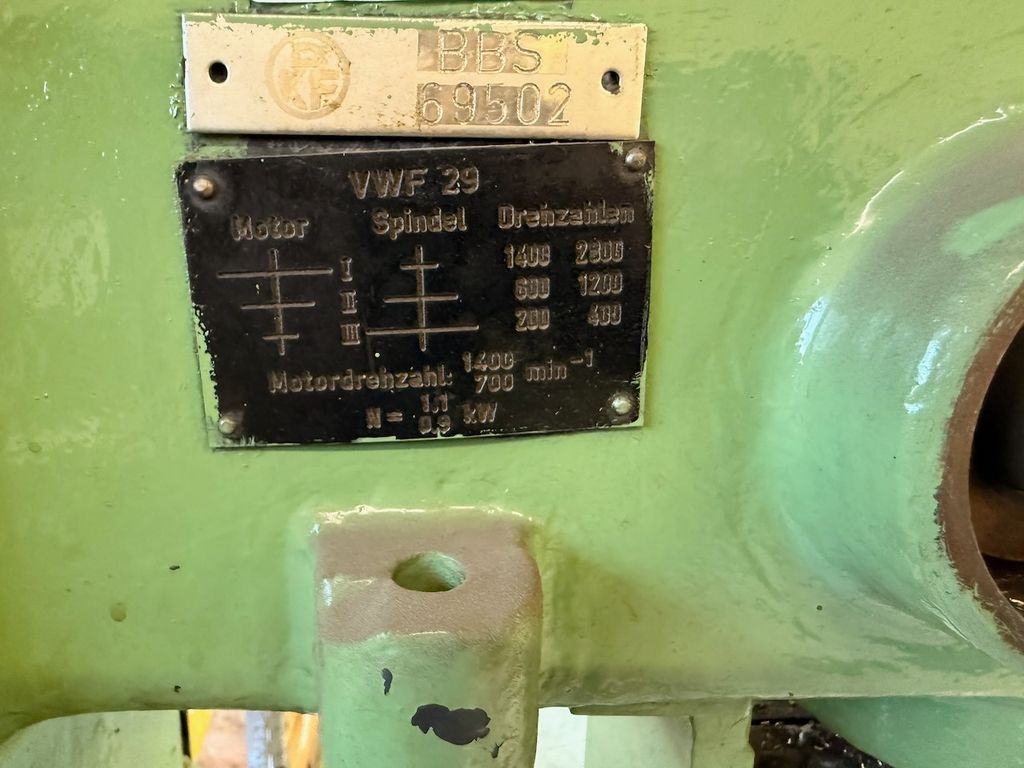 BBS
KF
69502
VWF 29
Motor Spindel Drehzahlen
I 1400 2800
II 600 1200
III 200 400
Motordrehzahl: 1400
700 min-1
N = 1,1
0,9 kW